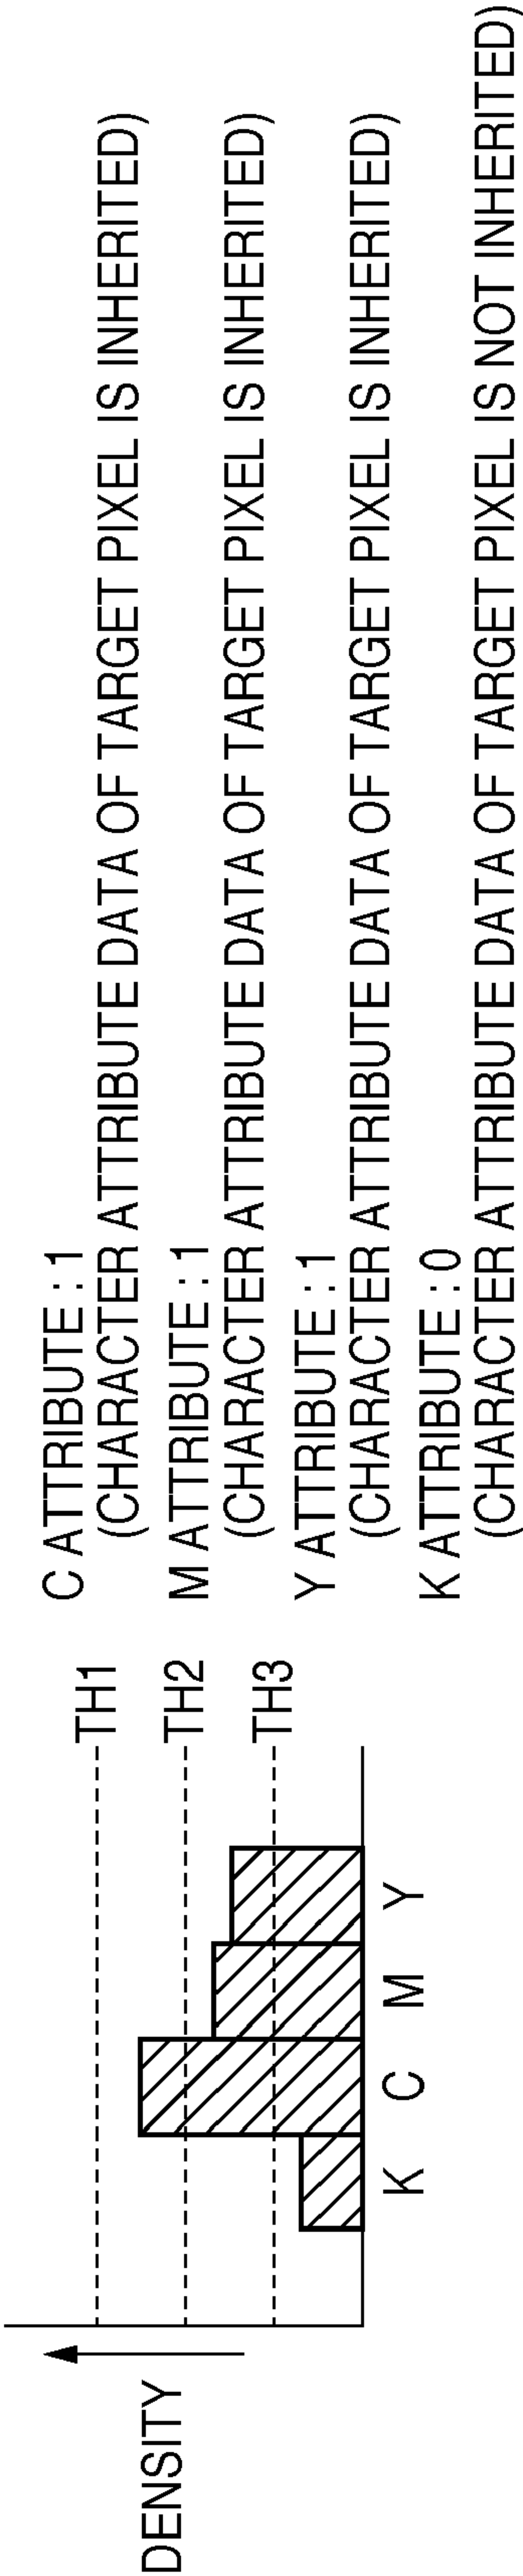 DENSITY
TH1
TH2
TH3
K C M Y
C ATTRIBUTE : 1
(CHARACTER ATTRIBUTE DATA OF TARGET PIXEL IS INHERITED)
M ATTRIBUTE : 1
(CHARACTER ATTRIBUTE DATA OF TARGET PIXEL IS INHERITED)
Y ATTRIBUTE : 1
(CHARACTER ATTRIBUTE DATA OF TARGET PIXEL IS INHERITED)
K ATTRIBUTE : 0
(CHARACTER ATTRIBUTE DATA OF TARGET PIXEL IS NOT INHERITED)